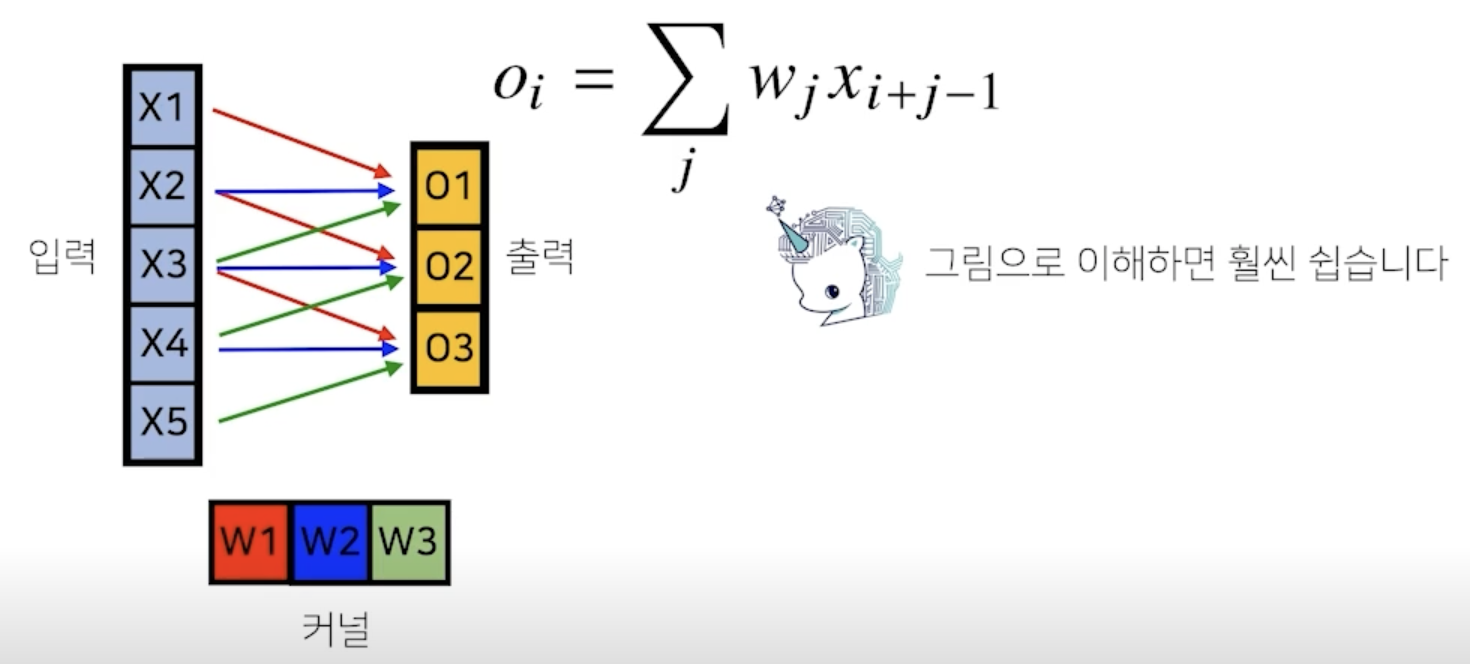 o_i = \sum_j w_j x_{i+j-1}
X1
X2
X3
X4
X5
입력
O1
O2
O3
출력
그림으로 이해하면 훨씬 쉽습니다
W1 W2 W3
커널